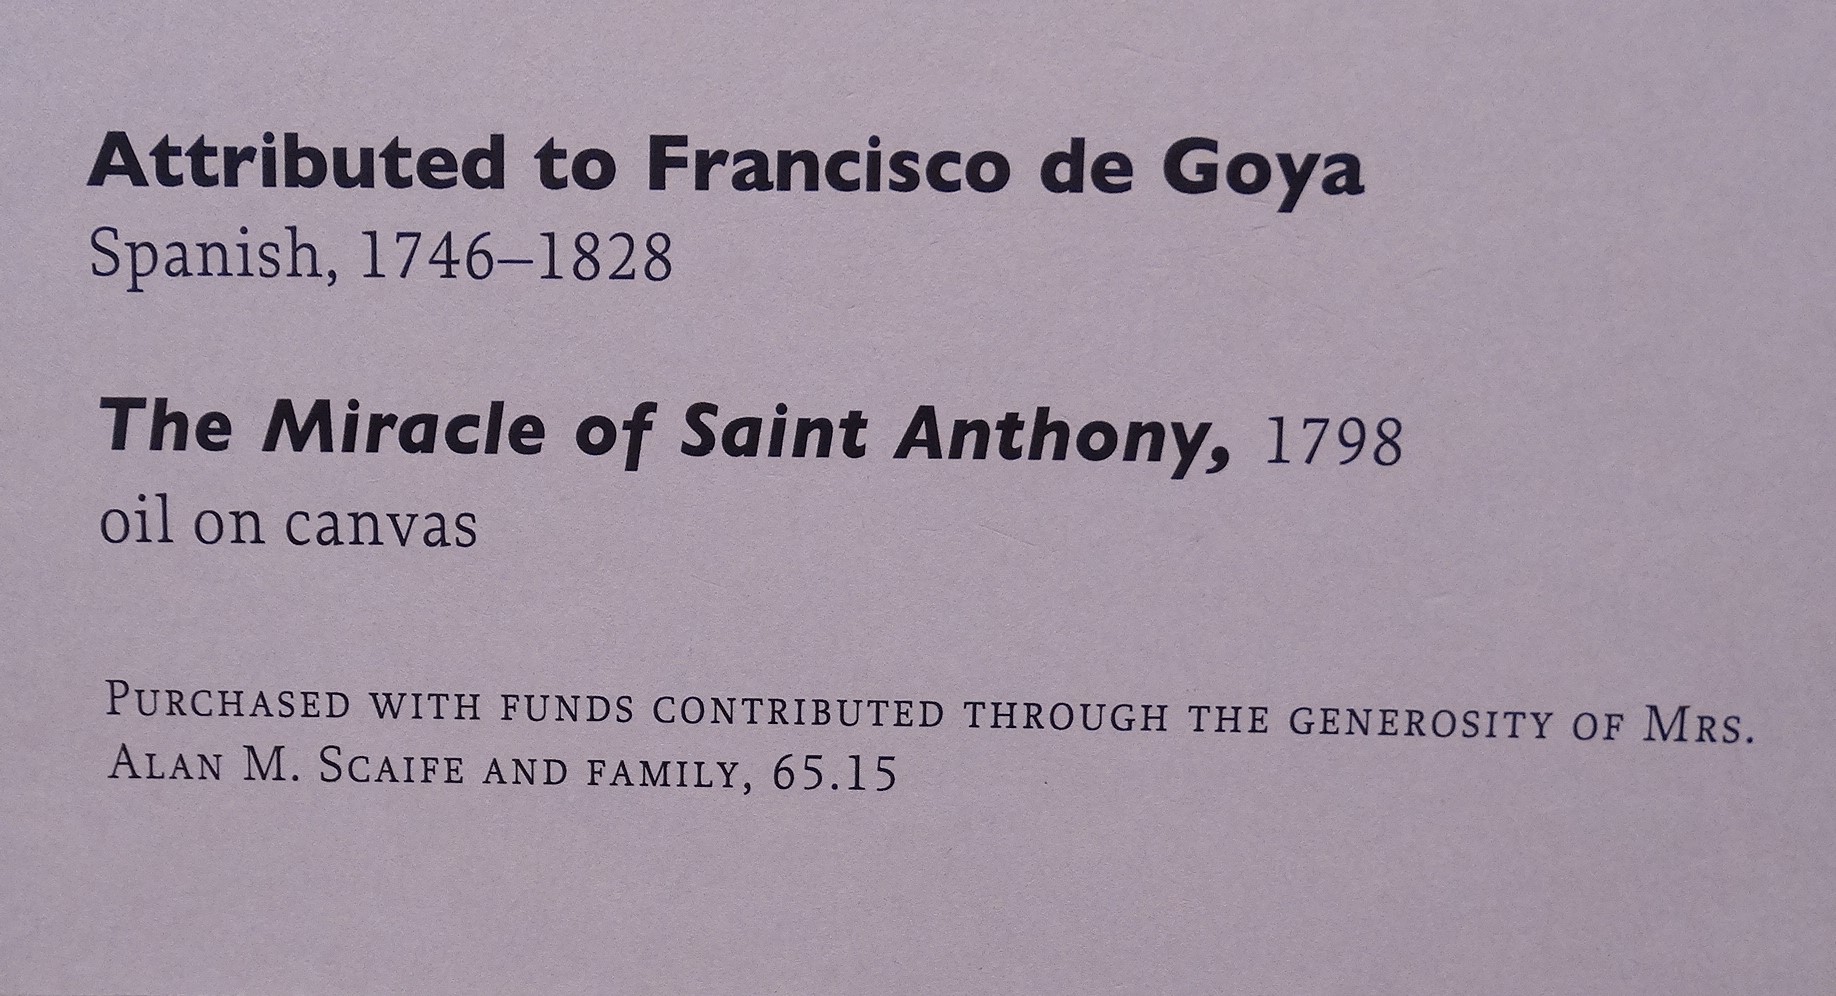 Attributed to Francisco de Goya
Spanish, 1746–1828
The Miracle of Saint Anthony, 1798
oil on canvas
Purchased with funds contributed through the generosity of Mrs.
Alan M. Scaife and family, 65.15